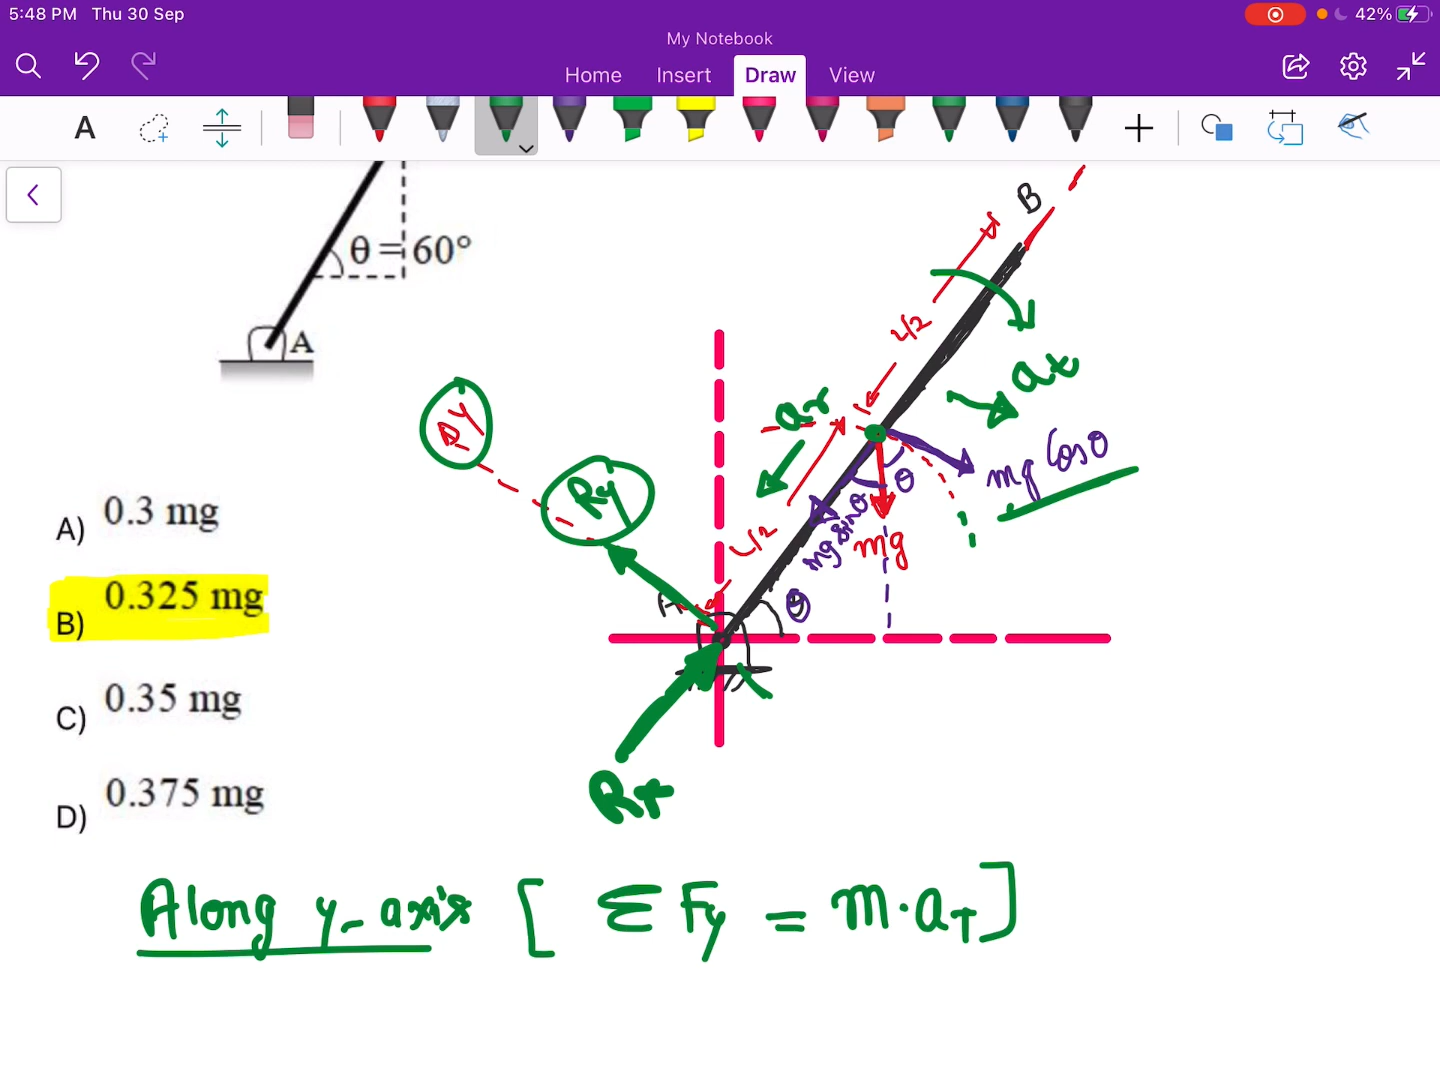 5:48 PM Thu 30 Sep
42%
My Notebook
Home Insert Draw View
A
B
θ = 60°
A
L/2
at
ar
Ry
mg Cosθ
θ
mg sinθ
mg
L/2
θ
A
A) 0.3 mg
B) 0.325 mg
C) 0.35 mg
D) 0.375 mg
Along y-axis [ Σ Fy = m.aT ]